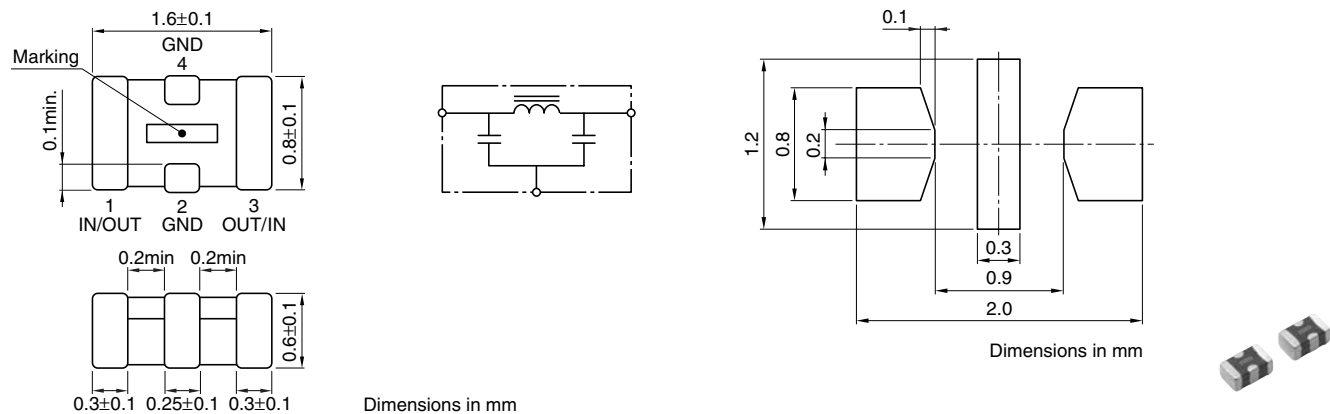 1.6±0.1
GND
4
Marking
0.1min.
0.8±0.1
1 2 3
IN/OUT GND OUT/IN
0.2min 0.2min
0.6±0.1
0.3±0.1 0.25±0.1 0.3±0.1
Dimensions in mm
0.1
1.2
0.8
0.2
0.3
0.9
2.0
Dimensions in mm